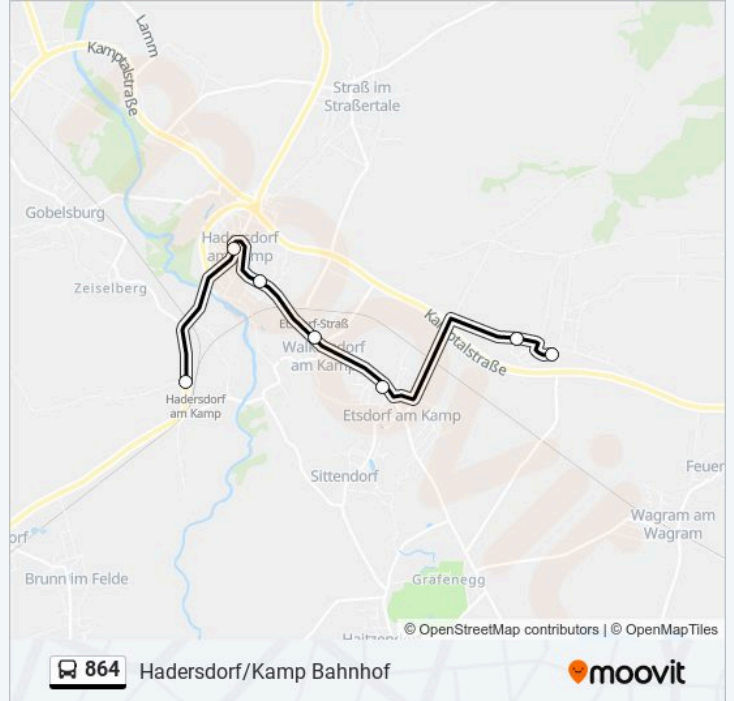 Lamm
Kamptalstraße
Straß im
Straßertale
Gobelsburg
Hadersdorf
am Kamp
Zeiselberg
Etsdorf-Straß
Kamptalstraße
Walkersdorf
am Kamp
Hadersdorf
am Kamp
Etsdorf am Kamp
Sittendorf
Feuer
Wagram am
Wagram
orf
Brunn im Felde
Grafenegg
© OpenStreetMap contributors | © OpenMapTiles
864 Hadersdorf/Kamp Bahnhof
moovit